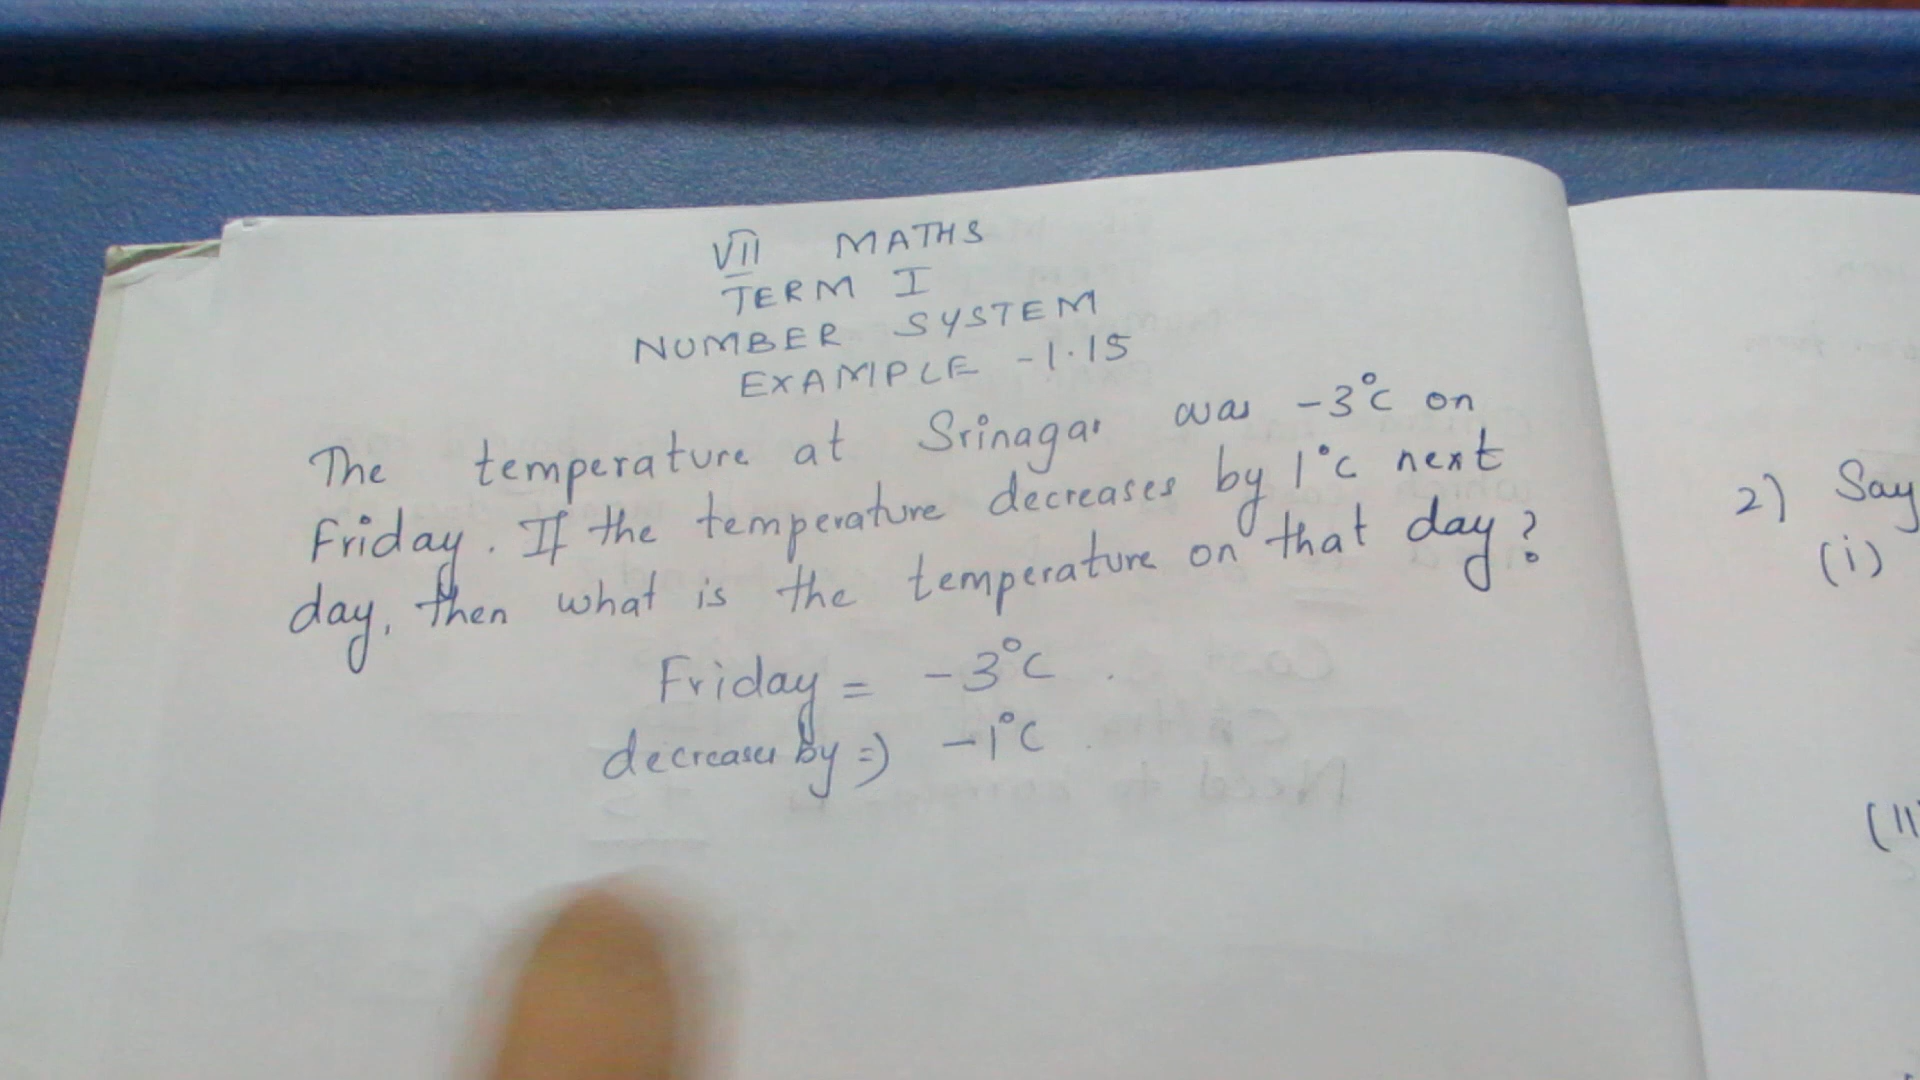 VII MATHS
TERM I
NUMBER SYSTEM
EXAMPLE -1.15
The temperature at Srinagar was -3°C on
Friday. If the temperature decreases by 1°C next
day, then what is the temperature on that day?
Friday = -3°C
decreases by => -1°C
2) Say
(i)
(ii